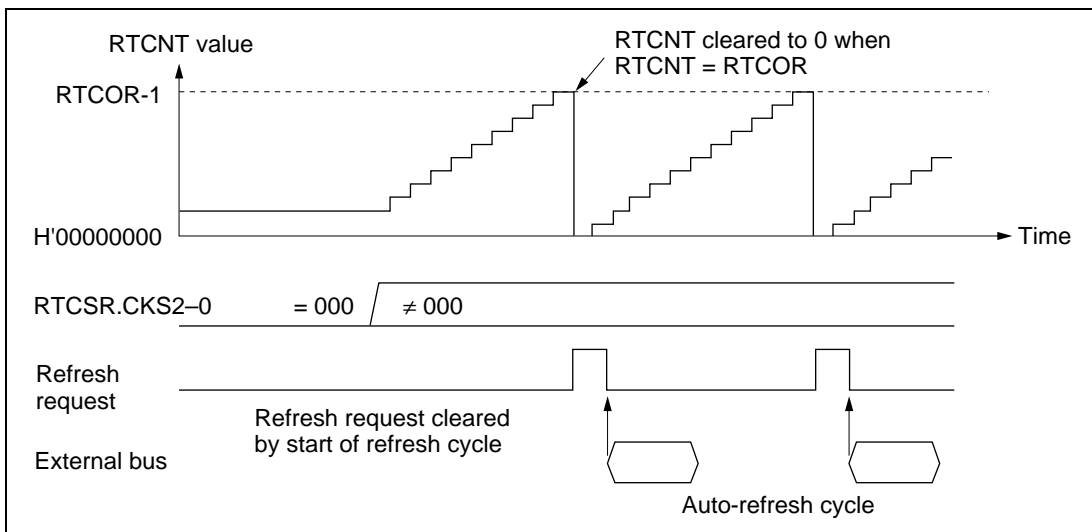 RTCNT value
RTCNT cleared to 0 when
RTCNT = RTCOR
RTCOR-1
H'00000000
Time
RTCSR.CKS2–0
= 000
≠ 000
Refresh
request
Refresh request cleared
by start of refresh cycle
External bus
Auto-refresh cycle